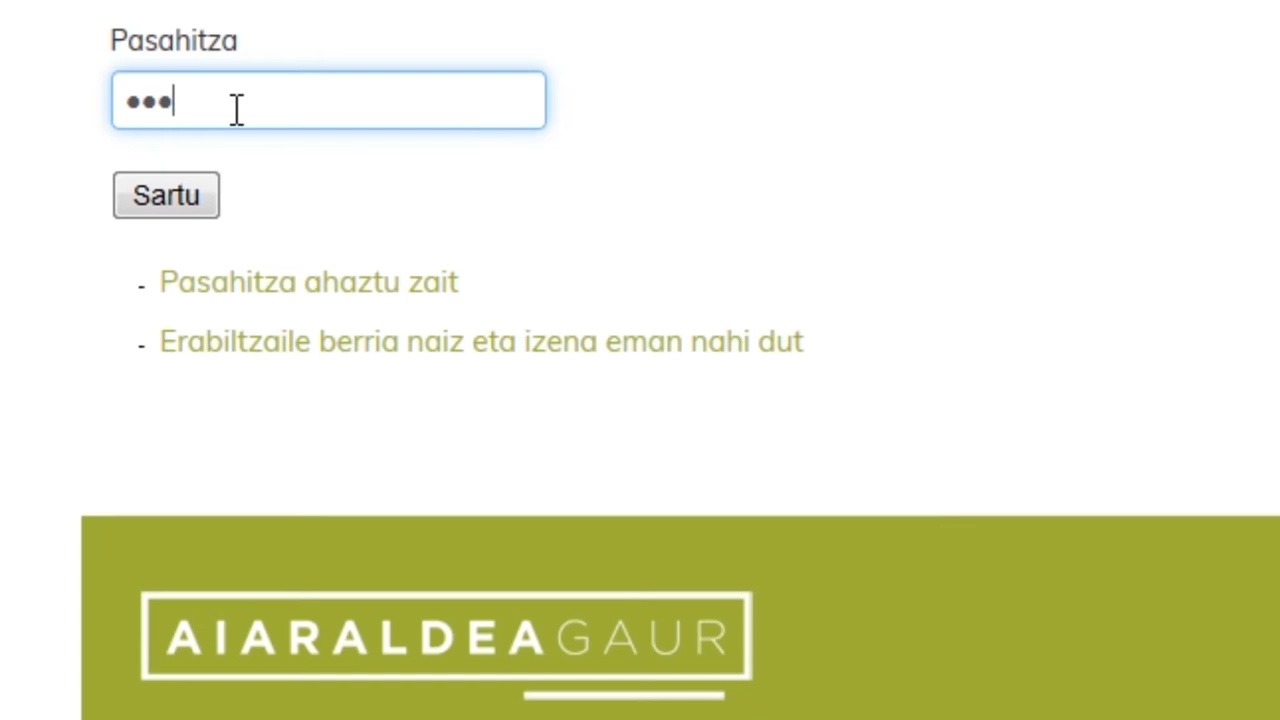 Pasahitza
•••
Sartu
- Pasahitza ahaztu zait
- Erabiltzaile berria naiz eta izena eman nahi dut
AIARALDEAGAUR